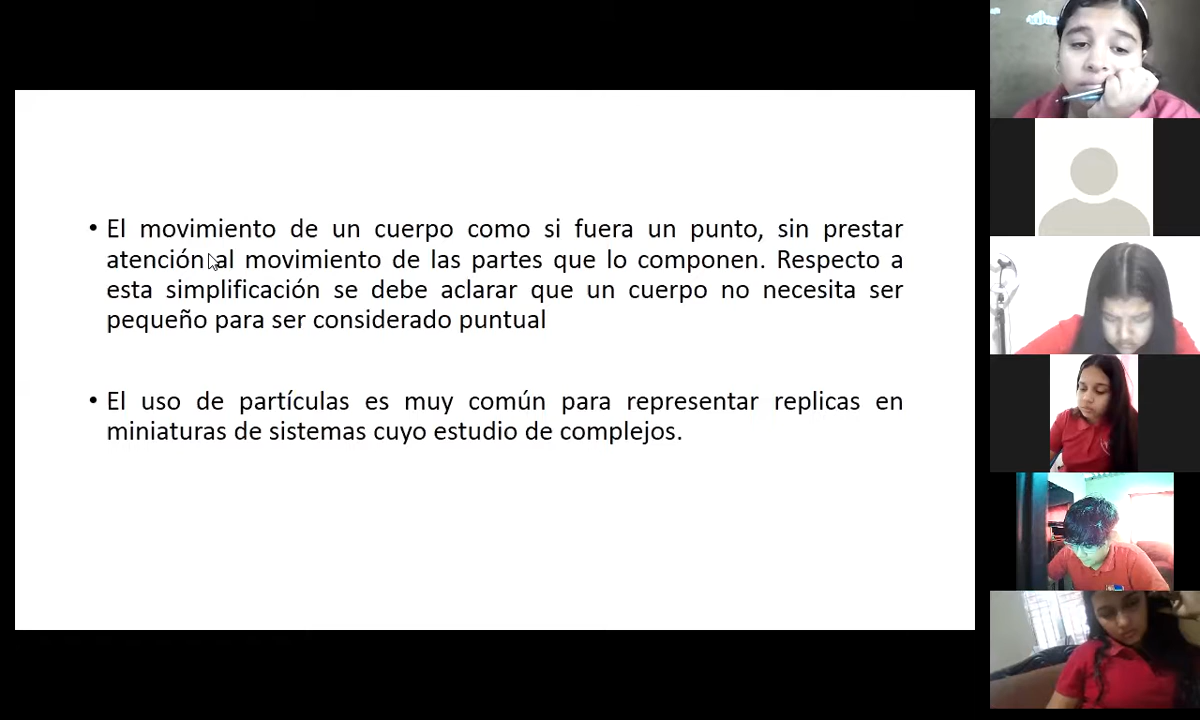 • El movimiento de un cuerpo como si fuera un punto, sin prestar
atención al movimiento de las partes que lo componen. Respecto a
esta simplificación se debe aclarar que un cuerpo no necesita ser
pequeño para ser considerado puntual
• El uso de partículas es muy común para representar replicas en
miniaturas de sistemas cuyo estudio de complejos.